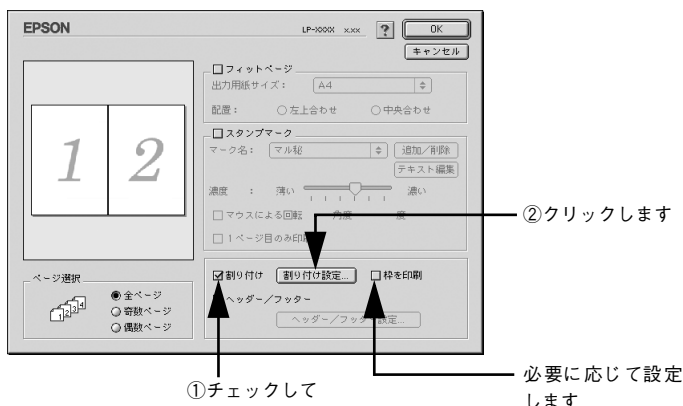 EPSON
LP-XXXX x.xx
?
OK
キャンセル
フィットページ
出力用紙サイズ： A4
配置： 左上合わせ 中央合わせ
スタンプマーク
マーク名： マル秘 追加／削除
テキスト編集
濃度 ： 薄い 濃い
マウスによる回転 角度 度
1ページ目のみ印刷
1 2
割り付け 割り付け設定... 枠を印刷
ヘッダー／フッター
ヘッダー／フッター設定...
ページ選択
1 2 3 4
全ページ
奇数ページ
偶数ページ
②クリックします
①チェックして
必要に応じて設定
します